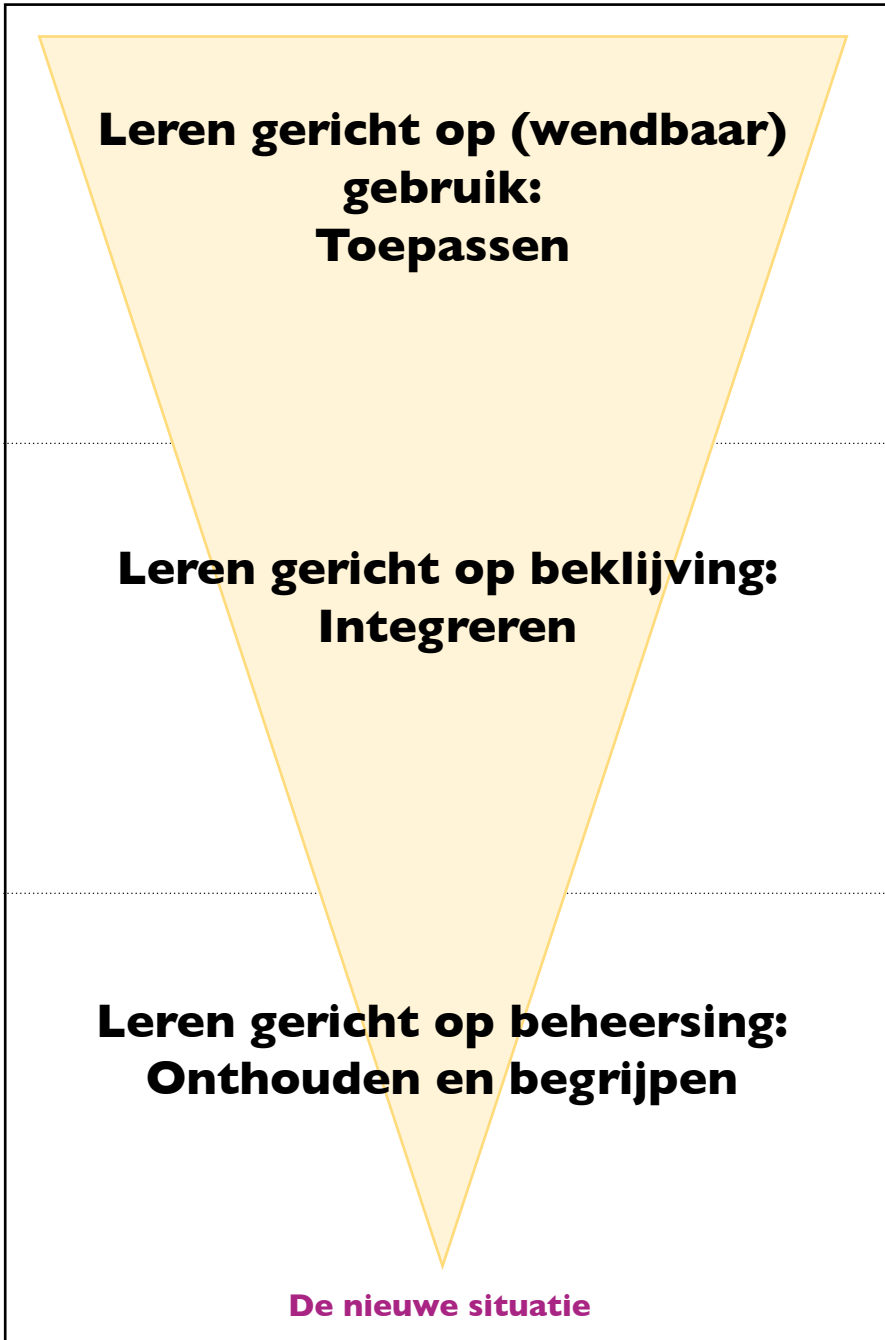 Leren gericht op (wendbaar)
gebruik:
Toepassen
Leren gericht op beklijving:
Integreren
Leren gericht op beheersing:
Onthouden en begrijpen
De nieuwe situatie